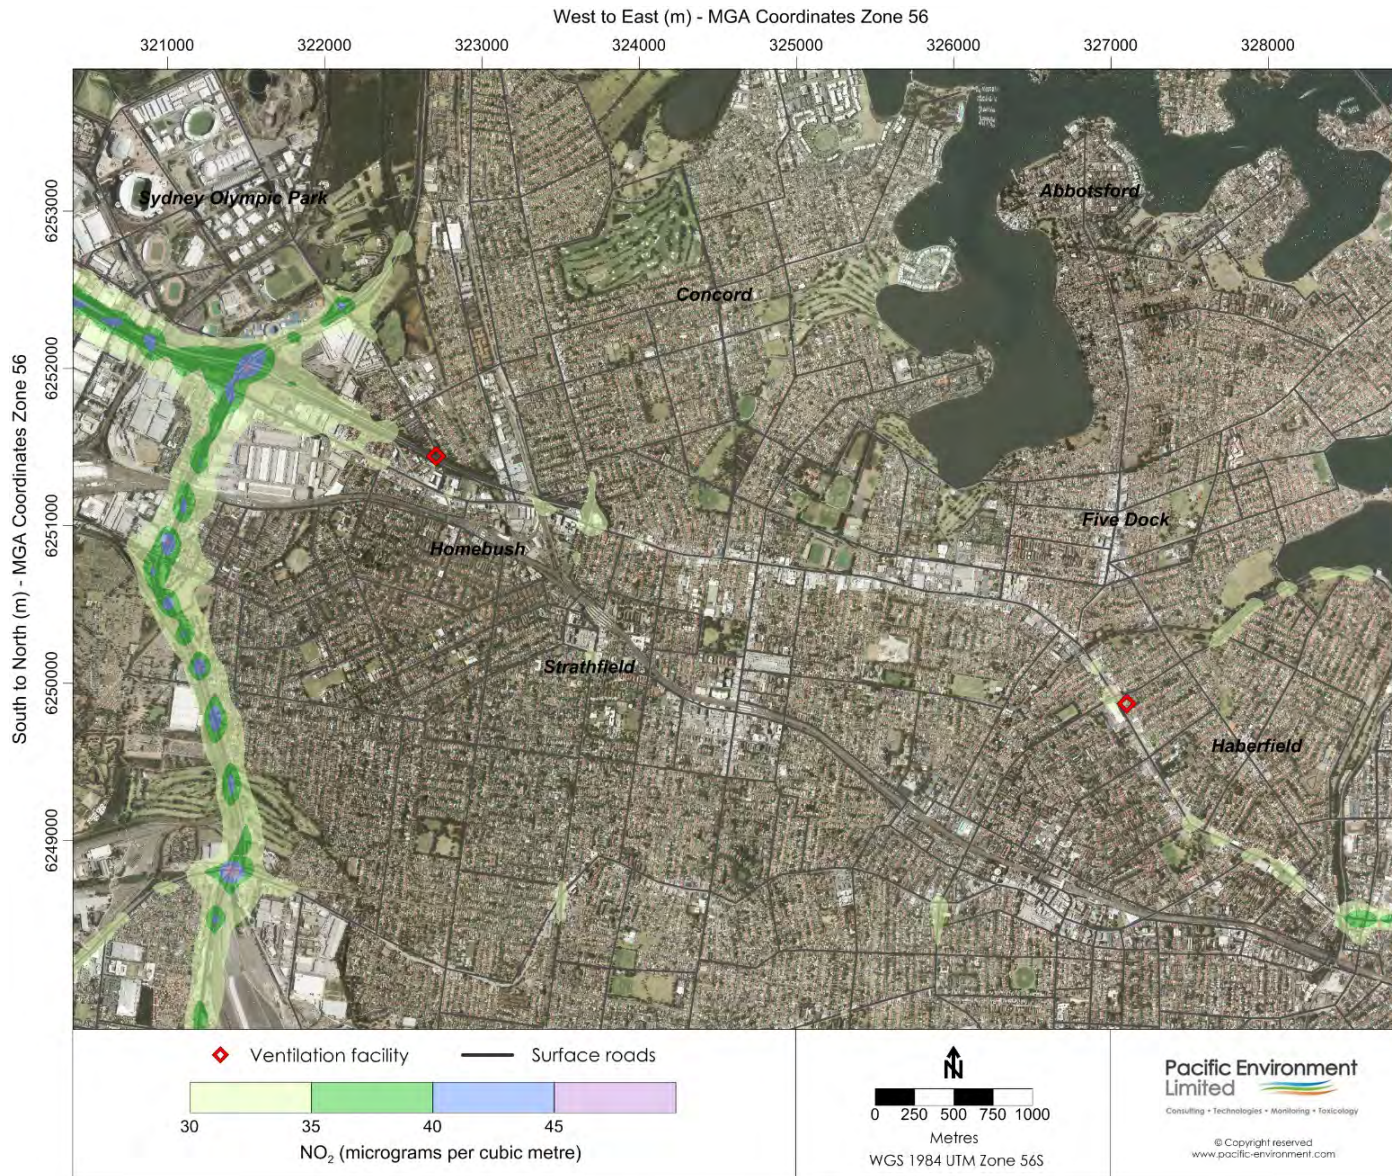 West to East (m) - MGA Coordinates Zone 56
321000 322000 323000 324000 325000 326000 327000 328000
South to North (m) - MGA Coordinates Zone 56
6253000
6252000
6251000
6250000
6249000
Sydney Olympic Park
Abbotsford
Concord
Five Dock
Homebush
Strathfield
Haberfield
Ventilation facility
Surface roads
30 35 40 45
NO₂ (micrograms per cubic metre)
N
0 250 500 750 1000
Metres
WGS 1984 UTM Zone 56S
Pacific Environment
Limited
Consulting • Technologies • Monitoring • Toxicology
© Copyright reserved
www.pacific-environment.com